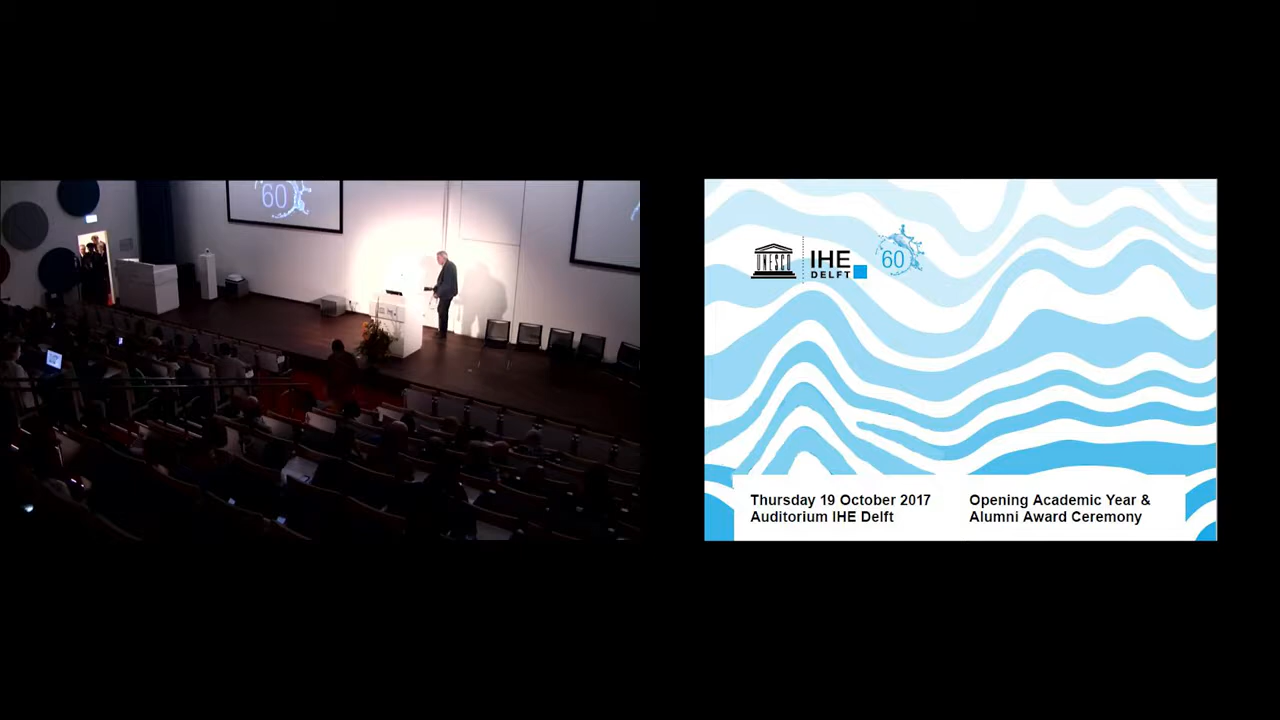 60
UNESCO
IHE
DELFT
60
Thursday 19 October 2017
Auditorium IHE Delft
Opening Academic Year &
Alumni Award Ceremony